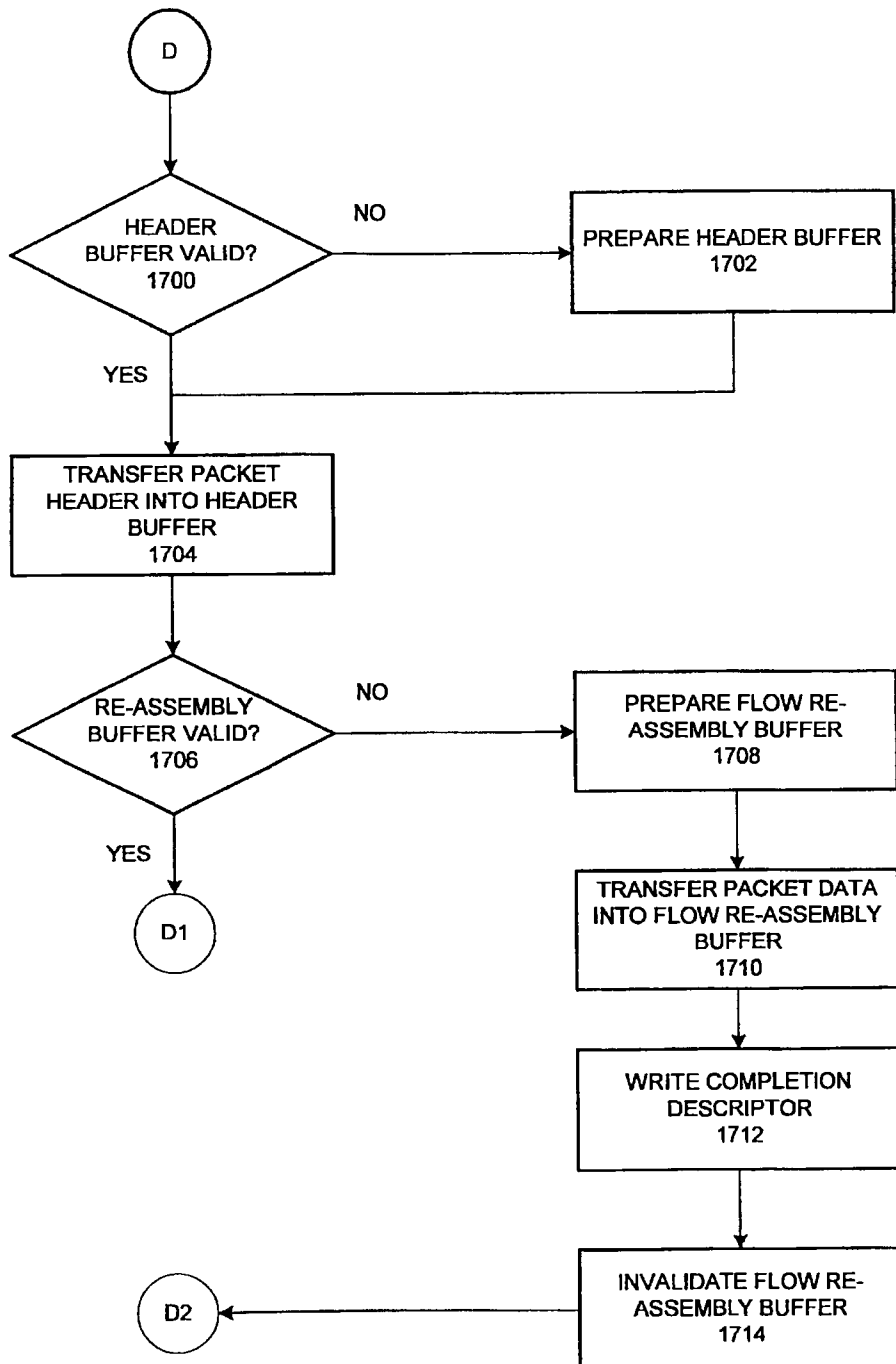 D
HEADER
BUFFER VALID?
1700
NO
PREPARE HEADER BUFFER
1702
YES
TRANSFER PACKET
HEADER INTO HEADER
BUFFER
1704
RE-ASSEMBLY
BUFFER VALID?
1706
NO
PREPARE FLOW RE-
ASSEMBLY BUFFER
1708
YES
D1
TRANSFER PACKET DATA
INTO FLOW RE-ASSEMBLY
BUFFER
1710
WRITE COMPLETION
DESCRIPTOR
1712
INVALIDATE FLOW RE-
ASSEMBLY BUFFER
1714
D2